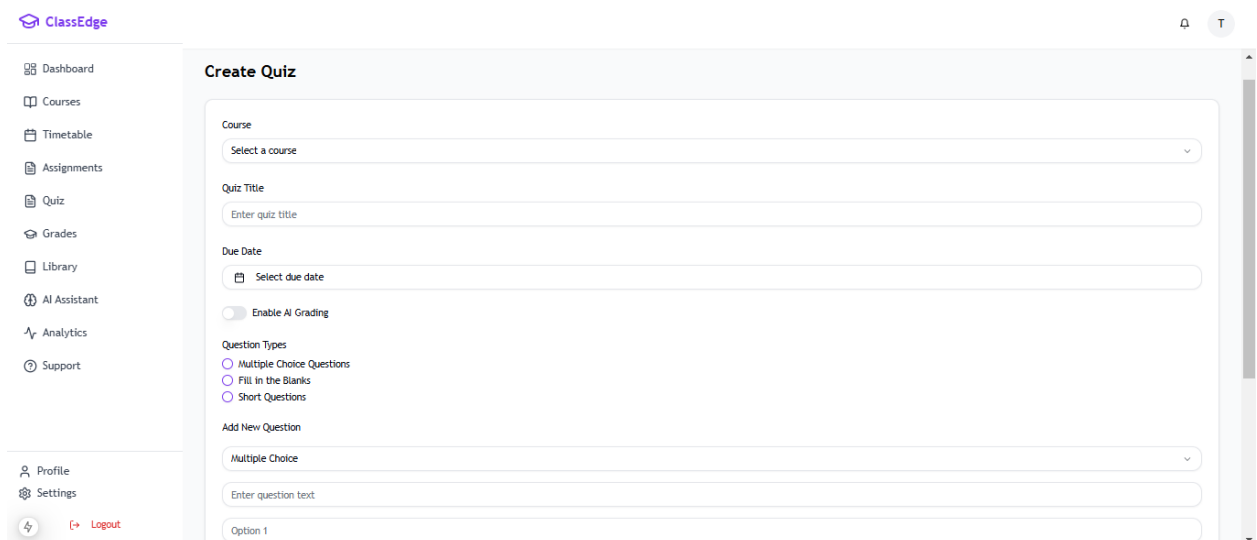 ClassEdge
T
Dashboard
Courses
Timetable
Assignments
Quiz
Grades
Library
AI Assistant
Analytics
Support
Profile
Settings
Logout
Create Quiz
Course
Select a course
Quiz Title
Enter quiz title
Due Date
Select due date
Enable AI Grading
Question Types
Multiple Choice Questions
Fill in the Blanks
Short Questions
Add New Question
Multiple Choice
Enter question text
Option 1